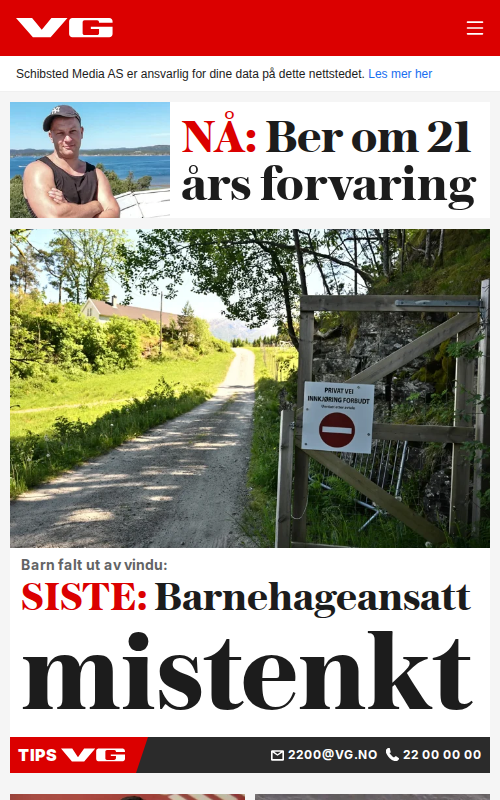 VG
Schibsted Media AS er ansvarlig for dine data på dette nettstedet. Les mer her
NÅ: Ber om 21
års forvaring
PRIVAT VEI
INNKJØRING FORBUDT
Barn falt ut av vindu:
SISTE: Barnehageansatt
mistenkt
TIPS VG 2200@VG.NO 22 00 00 00